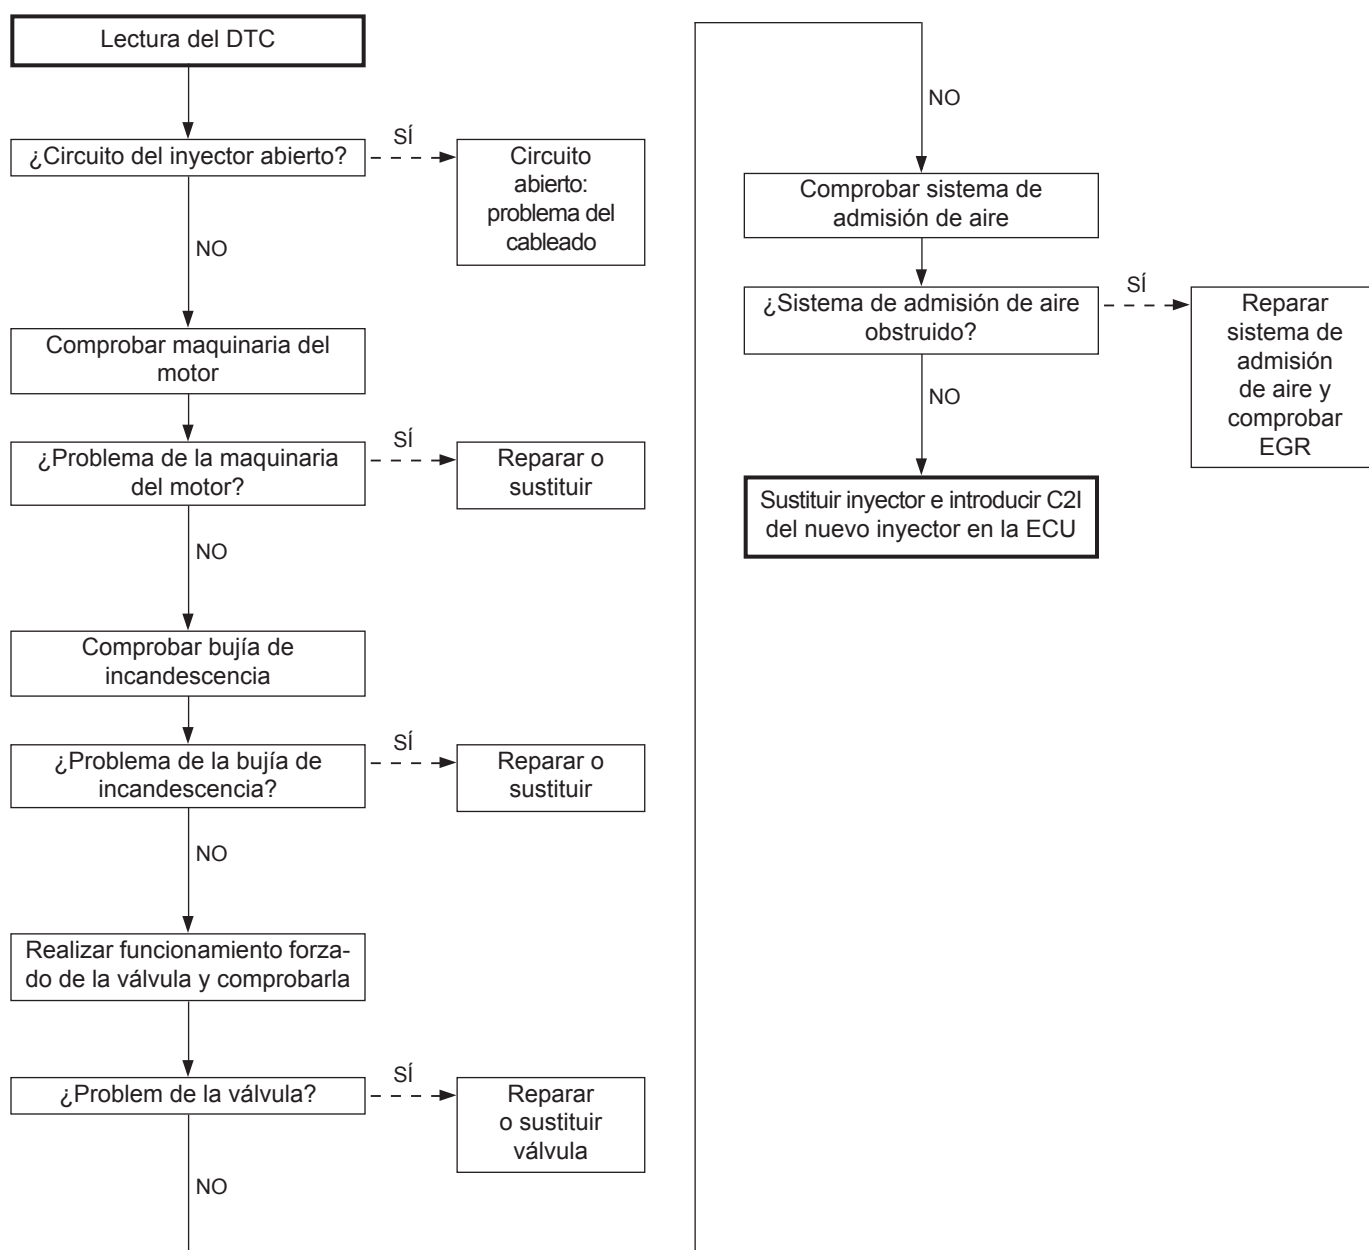 Lectura del DTC
¿Circuito del inyector abierto?
SÍ
Circuito
abierto:
problema del
cableado
NO
Comprobar maquinaria del
motor
¿Problema de la maquinaria
del motor?
SÍ
Reparar o
sustituir
NO
Comprobar bujía de
incandescencia
¿Problema de la bujía de
incandescencia?
SÍ
Reparar o
sustituir
NO
Realizar funcionamiento forza-
do de la válvula y comprobarla
¿Problem de la válvula?
SÍ
Reparar
o sustituir
válvula
NO
NO
Comprobar sistema de
admisión de aire
¿Sistema de admisión de aire
obstruido?
SÍ
Reparar
sistema de
admisión
de aire y
comprobar
EGR
NO
Sustituir inyector e introducir C2I
del nuevo inyector en la ECU